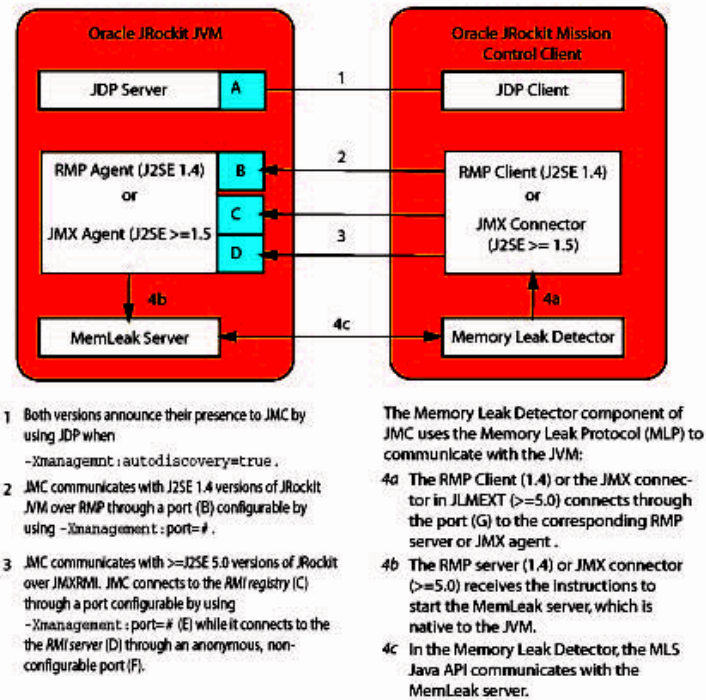 Oracle JRockit JVM
Oracle JRockit Mission
Control Client
JDP Server
A
1
JDP Client
RMP Agent (J2SE 1.4)
or
JMX Agent (J2SE >=1.5
B
C
D
2
3
RMP Client (J2SE 1.4)
or
JMX Connector
(J2SE >= 1.5)
4b
4a
MemLeak Server
4c
Memory Leak Detector
1 Both versions announce their presence to JMC by
using JDP when
-Xmanagemnt:autodiscovery=true.
2 JMC communicates with J2SE 1.4 versions of JRockit
JVM over RMP through a port (B) configurable by
using -Xmanagement:port=#.
3 JMC communicates with >=J2SE 5.0 versions of JRockit
over JMXRMI. JMC connects to the RMI registry (C)
through a port configurable by using
-Xmanagement:port=# (E) while it connects to the
the RMI server (D) through an anonymous, non-
configurable port (F).
The Memory Leak Detector component of
JMC uses the Memory Leak Protocol (MLP) to
communicate with the JVM:
4a The RMP Client (1.4) or the JMX connec-
tor in JLMEXT (>=5.0) connects through
the port (G) to the corresponding RMP
server or JMX agent .
4b The RMP server (1.4) or JMX connector
(>=5.0) receives the instructions to
start the MemLeak server, which is
native to the JVM.
4c In the Memory Leak Detector, the MLS
Java API communicates with the
MemLeak server.